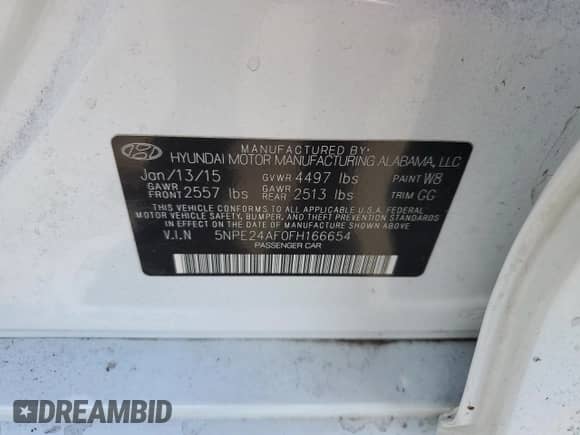 MANUFACTURED BY:
HYUNDAI MOTOR MANUFACTURING ALABAMA, LLC
Jan/13/15 GVWR 4497 lbs PAINT W8
GAWR FRONT 2557 lbs GAWR REAR 2513 lbs TRIM GG
THIS VEHICLE CONFORMS TO ALL APPLICABLE U.S.A FEDERAL
MOTOR VEHICLE SAFETY, BUMPER, AND THEFT PREVENTION STANDARDS
IN EFFECT ON THE DATE OF MANUFACTURE SHOWN ABOVE.
V.I.N 5NPE24AF0FH166654
PASSENGER CAR
DREAMBID